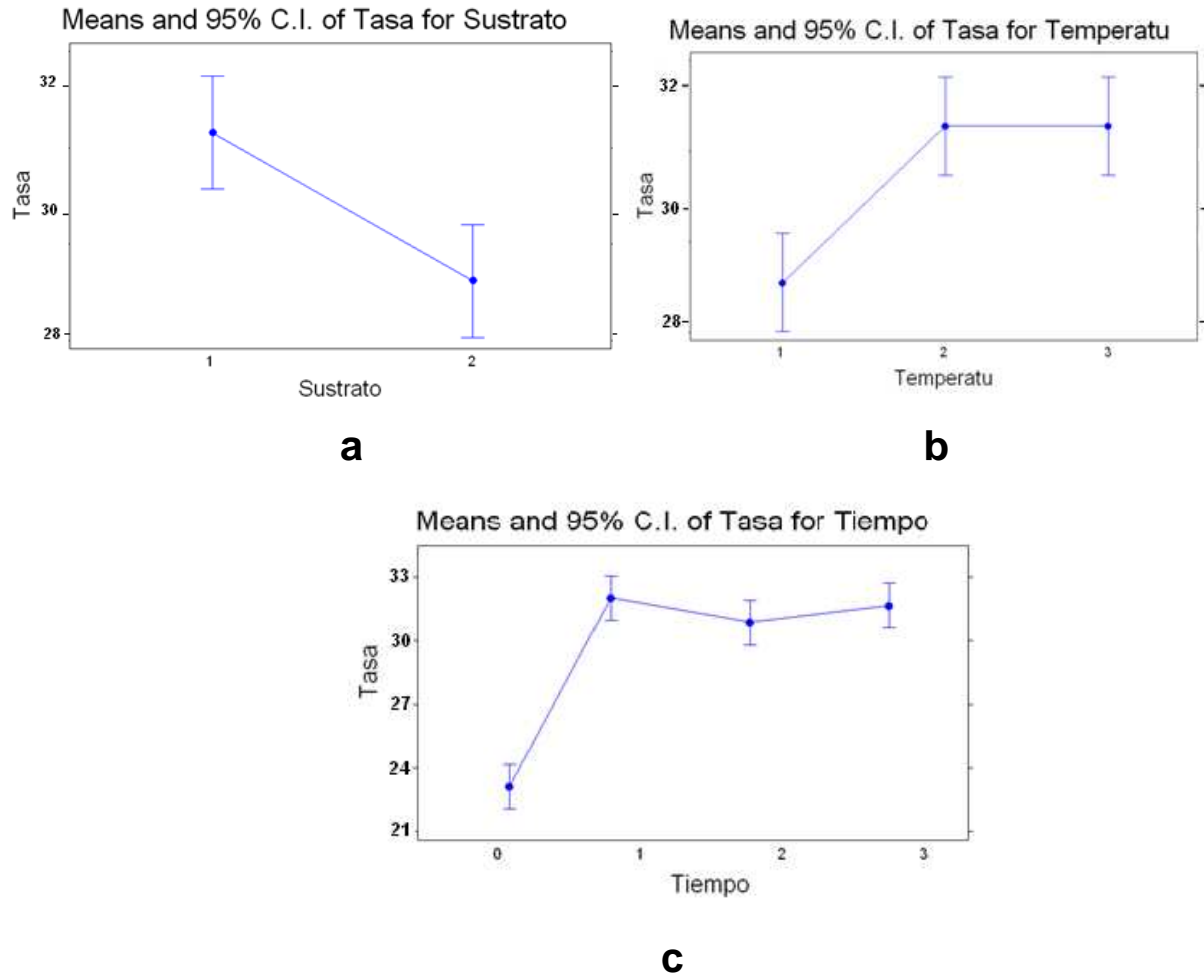 Means and 95% C.I. of Tasa for Sustrato
32
30
28
Tasa
1 2
Sustrato
a
Means and 95% C.I. of Tasa for Temperatu
32
30
28
Tasa
1 2 3
Temperatu
b
Means and 95% C.I. of Tasa for Tiempo
33
30
27
24
21
Tasa
0 1 2 3
Tiempo
c